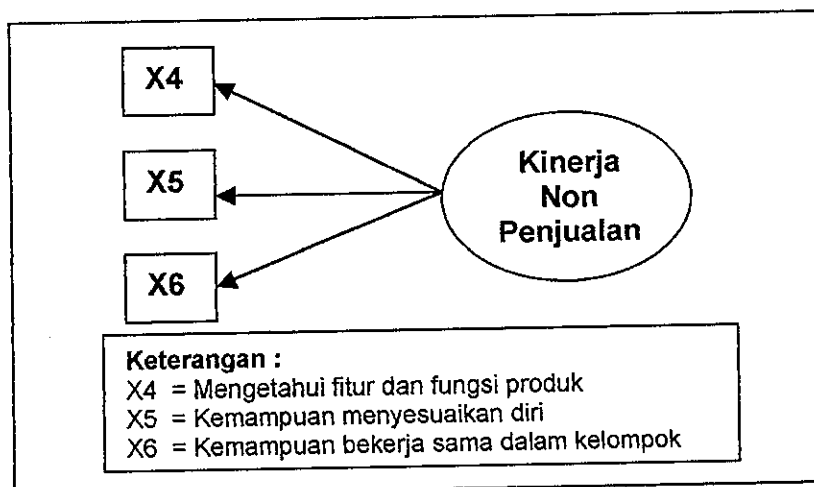 X4
X5
X6
Kinerja
Non
Penjualan
Keterangan :
X4 = Mengetahui fitur dan fungsi produk
X5 = Kemampuan menyesuaikan diri
X6 = Kemampuan bekerja sama dalam kelompok